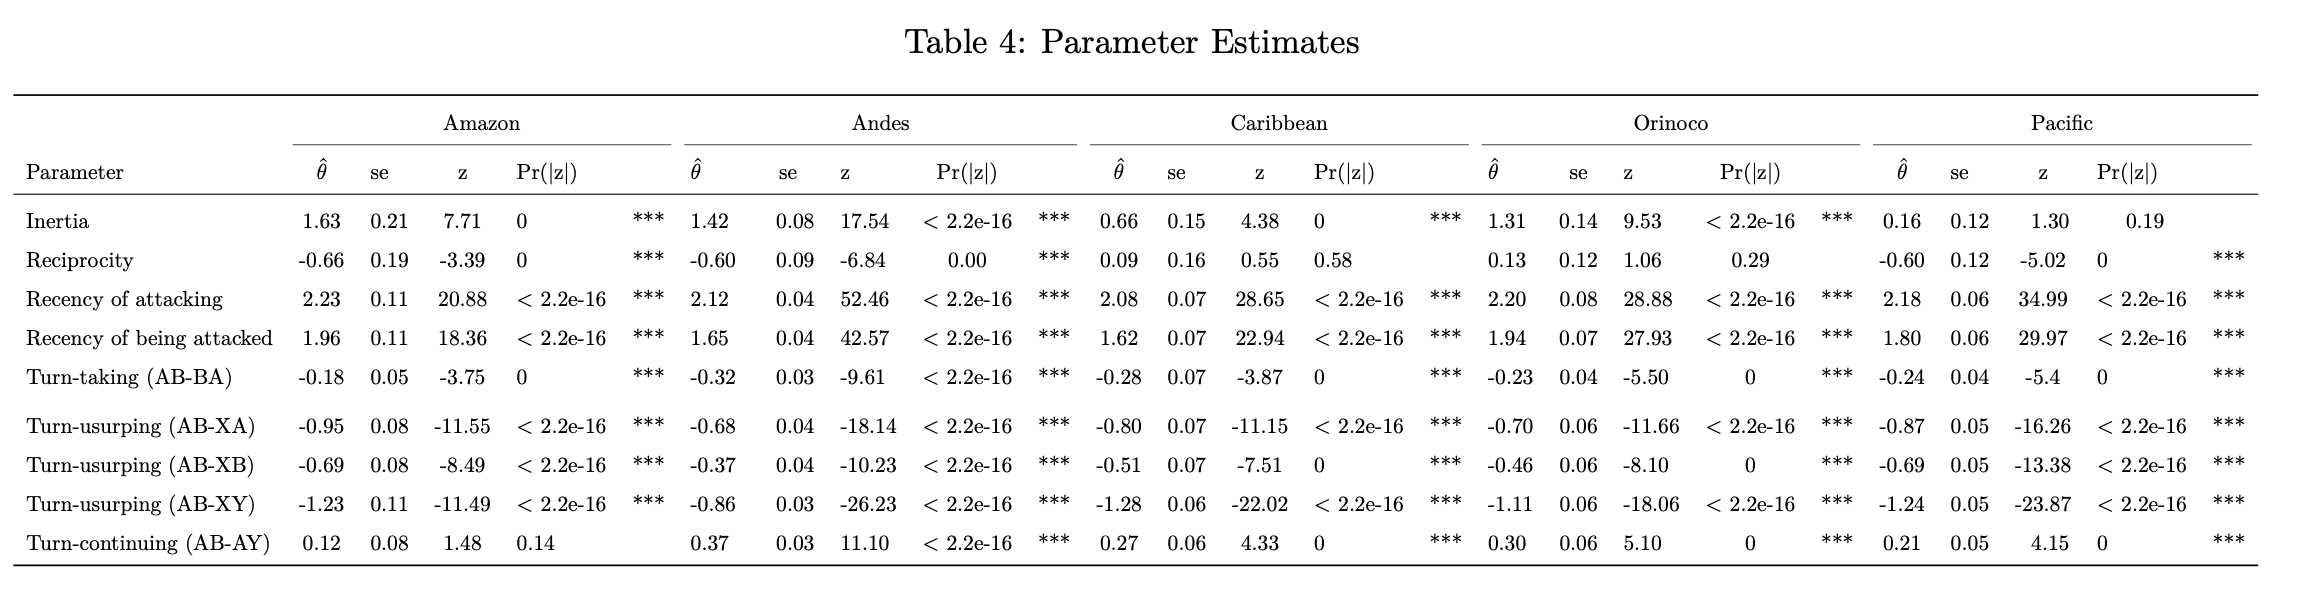 Table 4: Parameter Estimates
Amazon Andes Caribbean Orinoco Pacific
Parameter θ̂ se z Pr(|z|) θ̂ se z Pr(|z|) θ̂ se z Pr(|z|) θ̂ se z Pr(|z|) θ̂ se z Pr(|z|)
Inertia 1.63 0.21 7.71 0 *** 1.42 0.08 17.54 < 2.2e-16 *** 0.66 0.15 4.38 0 *** 1.31 0.14 9.53 < 2.2e-16 *** 0.16 0.12 1.30 0.19
Reciprocity -0.66 0.19 -3.39 0 *** -0.60 0.09 -6.84 0.00 *** 0.09 0.16 0.55 0.58 0.13 0.12 1.06 0.29 -0.60 0.12 -5.02 0 ***
Recency of attacking 2.23 0.11 20.88 < 2.2e-16 *** 2.12 0.04 52.46 < 2.2e-16 *** 2.08 0.07 28.65 < 2.2e-16 *** 2.20 0.08 28.88 < 2.2e-16 *** 2.18 0.06 34.99 < 2.2e-16 ***
Recency of being attacked 1.96 0.11 18.36 < 2.2e-16 *** 1.65 0.04 42.57 < 2.2e-16 *** 1.62 0.07 22.94 < 2.2e-16 *** 1.94 0.07 27.93 < 2.2e-16 *** 1.80 0.06 29.97 < 2.2e-16 ***
Turn-taking (AB-BA) -0.18 0.05 -3.75 0 *** -0.32 0.03 -9.61 < 2.2e-16 *** -0.28 0.07 -3.87 0 *** -0.23 0.04 -5.50 0 *** -0.24 0.04 -5.4 0 ***
Turn-usurping (AB-XA) -0.95 0.08 -11.55 < 2.2e-16 *** -0.68 0.04 -18.14 < 2.2e-16 *** -0.80 0.07 -11.15 < 2.2e-16 *** -0.70 0.06 -11.66 < 2.2e-16 *** -0.87 0.05 -16.26 < 2.2e-16 ***
Turn-usurping (AB-XB) -0.69 0.08 -8.49 < 2.2e-16 *** -0.37 0.04 -10.23 < 2.2e-16 *** -0.51 0.07 -7.51 0 *** -0.46 0.06 -8.10 0 *** -0.69 0.05 -13.38 < 2.2e-16 ***
Turn-usurping (AB-XY) -1.23 0.11 -11.49 < 2.2e-16 *** -0.86 0.03 -26.23 < 2.2e-16 *** -1.28 0.06 -22.02 < 2.2e-16 *** -1.11 0.06 -18.06 < 2.2e-16 *** -1.24 0.05 -23.87 < 2.2e-16 ***
Turn-continuing (AB-AY) 0.12 0.08 1.48 0.14 0.37 0.03 11.10 < 2.2e-16 *** 0.27 0.06 4.33 0 *** 0.30 0.06 5.10 0 *** 0.21 0.05 4.15 0 ***